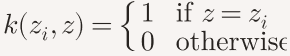 k(z_i, z) = { 1 if z = z_i
0 otherwise